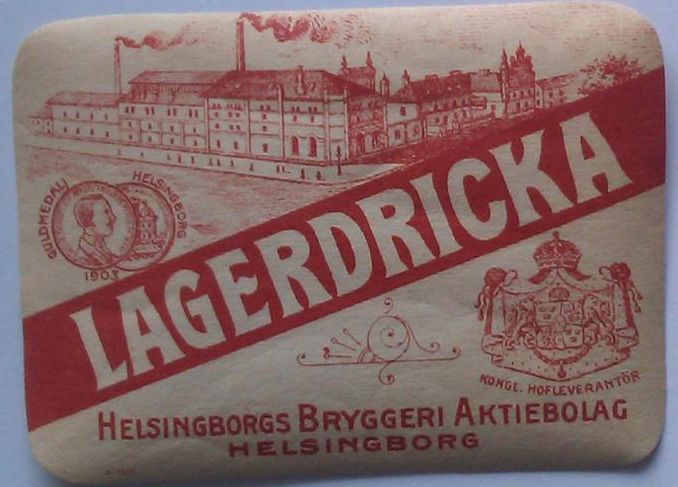 GULDMEDALJ HELSINGBORG
1903
LAGERDRICKA
KONGL. HOFLEVERANTÖR
HELSINGBORGS BRYGGERI AKTIEBOLAG
HELSINGBORG